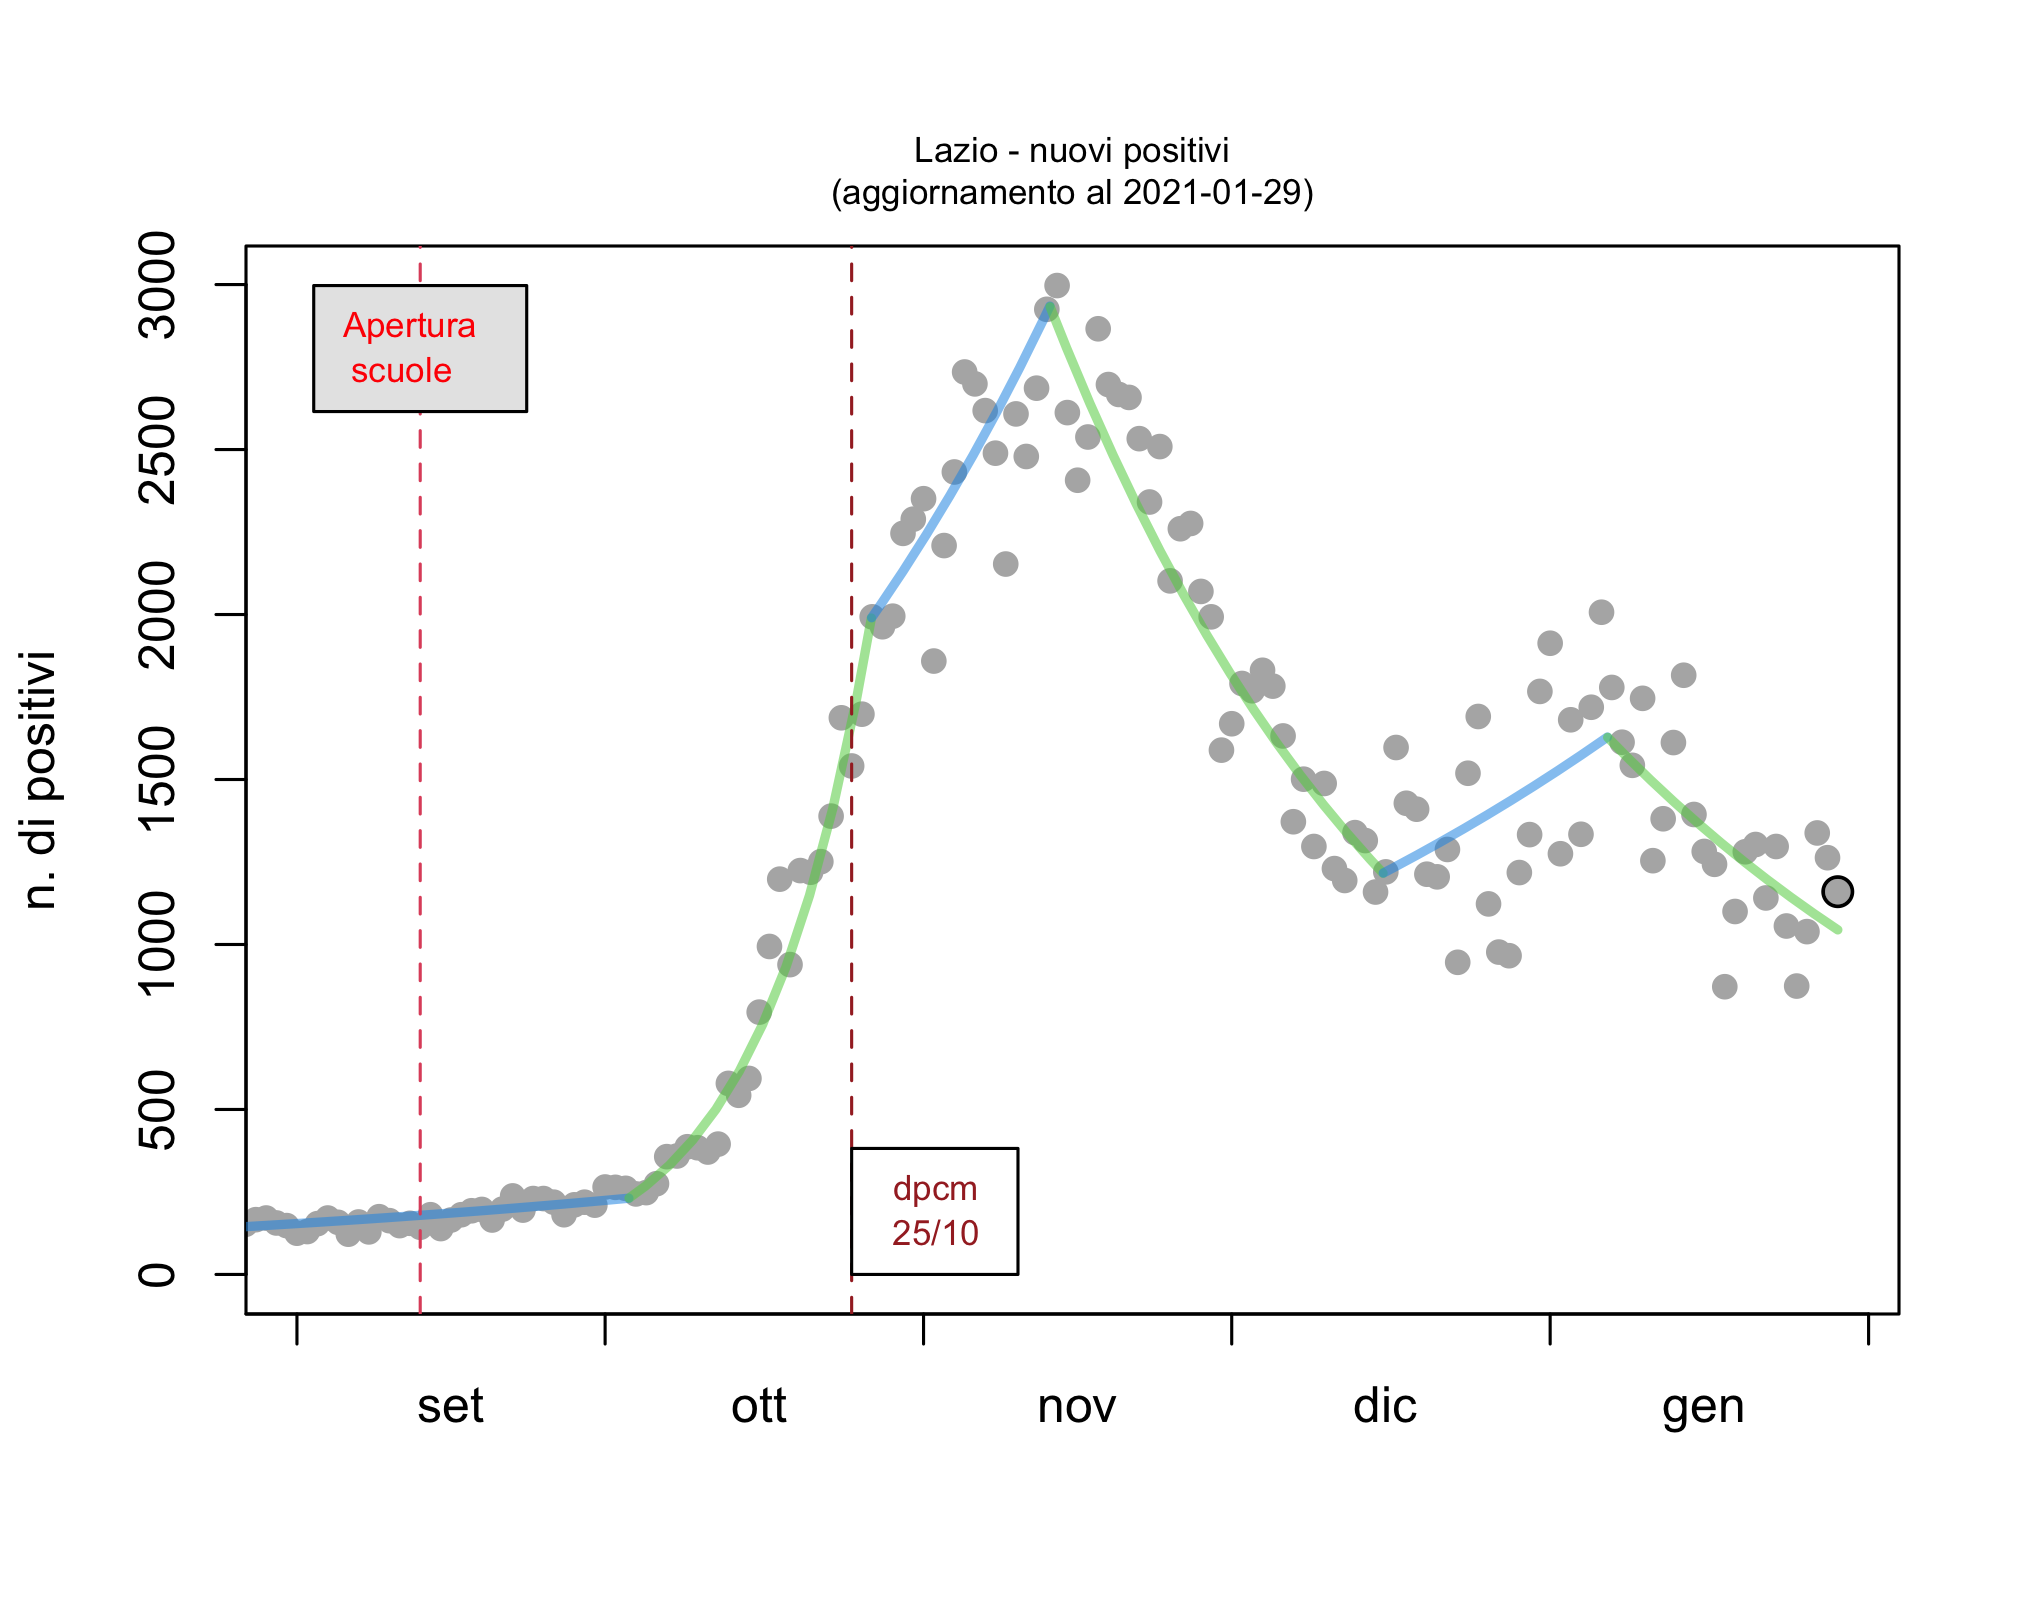 Lazio - nuovi positivi
(aggiornamento al 2021-01-29)
n. di positivi
3000
2500
2000
1500
1000
500
0
Apertura
scuole
dpcm
25/10
set ott nov dic gen